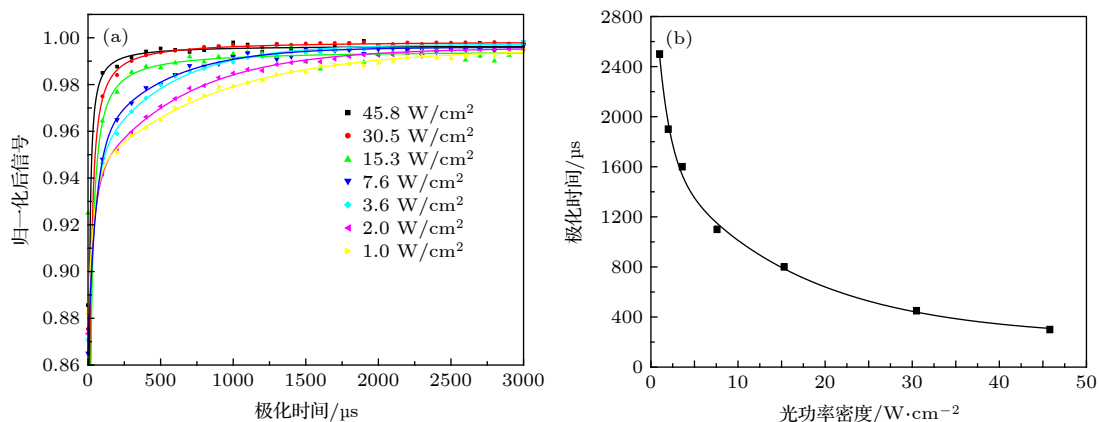 (a)
归一化后信号
1.00
0.98
0.96
0.94
0.92
0.90
0.88
0.86
45.8 W/cm²
30.5 W/cm²
15.3 W/cm²
7.6 W/cm²
3.6 W/cm²
2.0 W/cm²
1.0 W/cm²
0 500 1000 1500 2000 2500 3000
极化时间/µs
(b)
极化时间/µs
2800
2400
2000
1600
1200
800
400
0
0 10 20 30 40 50
光功率密度/W·cm⁻²